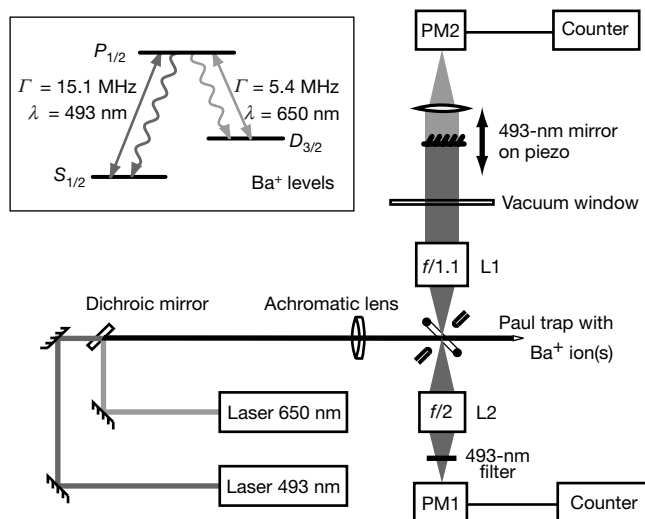 PM2
Counter
P1/2
Γ = 15.1 MHz
λ = 493 nm
Γ = 5.4 MHz
λ = 650 nm
D3/2
S1/2
Ba+ levels
493-nm mirror
on piezo
Vacuum window
f/1.1
L1
Dichroic mirror
Achromatic lens
Paul trap with
Ba+ ion(s)
Laser 650 nm
f/2
L2
493-nm
filter
Laser 493 nm
PM1
Counter